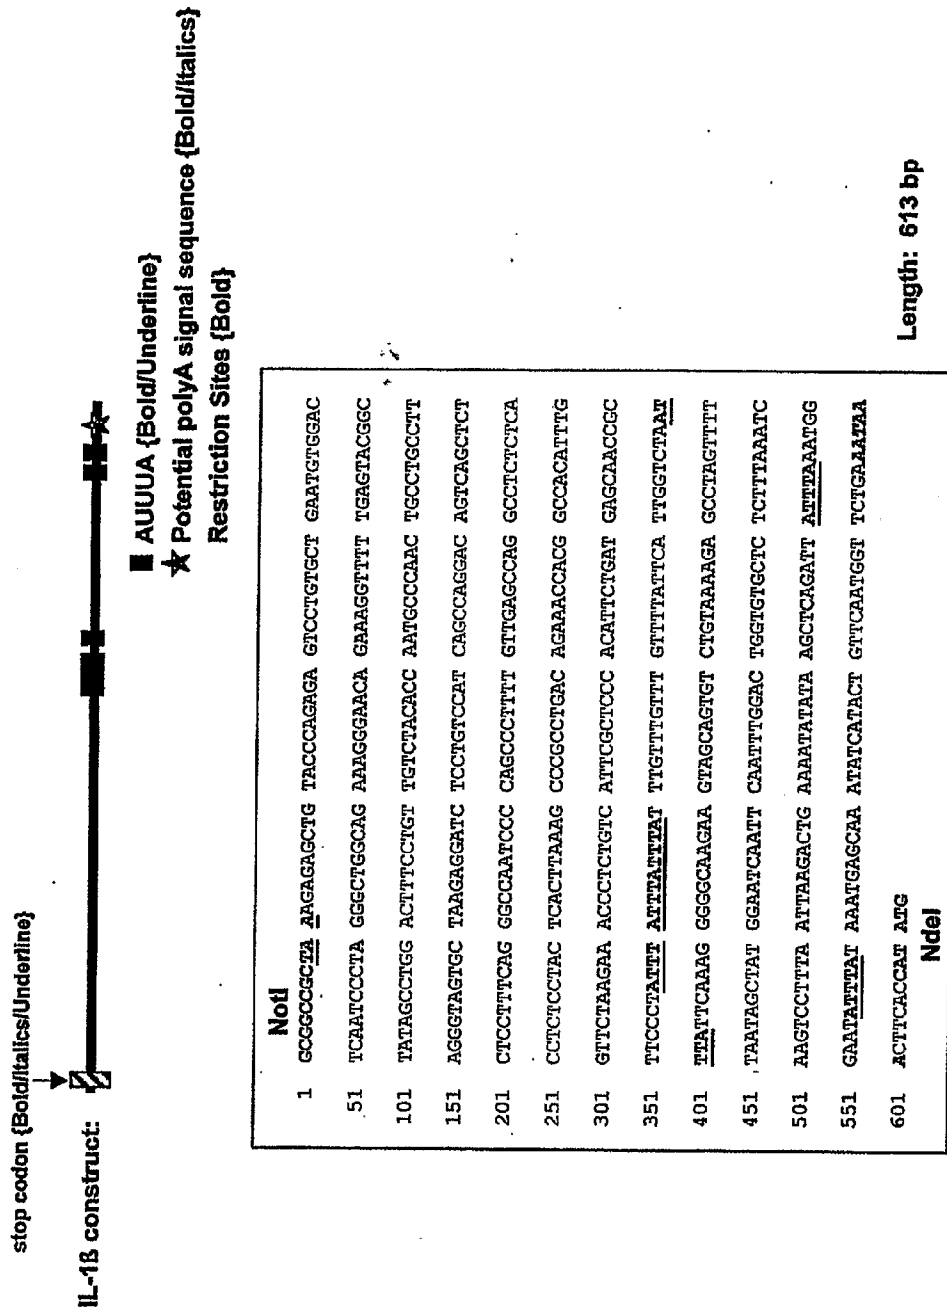 stop codon {Bold/Italics/Underline}
IL-1ß construct:
AUUUA {Bold/Underline}
Potential polyA signal sequence {Bold/Italics}
Restriction Sites {Bold}
NotI
1 GCGGCCGCTA AAGAGAGCTG TACCCAGAGA GTCCTGTGCT GAATGTGGAC
51 TCAATCCCTA GGGCTGGCAG AAAGGGAACA GAAAGGTTTT TGAGTACGGC
101 TATAGCCTGG ACTTTCCTGT TGTCTACACC AATGCCCAAC TGCCTGCCTT
151 AGGGTAGTGC TAAGAGGATC TCCTGTCCAT CAGCCAGGAC AGTCAGCTCT
201 CTCCTTTCAG GGCCAATCCC CAGCCCTTTT GTTGAGCCAG GCCTCTCTCA
251 CCTCTCCTAC TCACTTAAAG CCCGCCTGAC AGAAACCACG GCCACATTTG
301 GTTCTAAGAA ACCCTCTGTC ATTCGCTCCC ACATTCTGAT GAGCAACCGC
351 TTCCCTATTT ATTTATTTAT TTGTTTGTTT GTTTTATTCA TTGGTCTAAT
401 TTATTCAAAG GGGGCAAGAA GTAGCAGTGT CTGTAAAAGA GCCTAGTTTT
451 TAATAGCTAT GGAATCAATT CAATTTGGAC TGGTGTGCTC TCTTTAAATC
501 AAGTCCTTTA ATTAAGACTG AAAATATATA AGCTCAGATT ATTTAAATGG
551 GAATATTTAT AAATGAGCAA ATATCATACT GTTCAATGGT TCTGAAATAA
601 ACTTCACCAT ATG
NdeI
Length: 613 bp